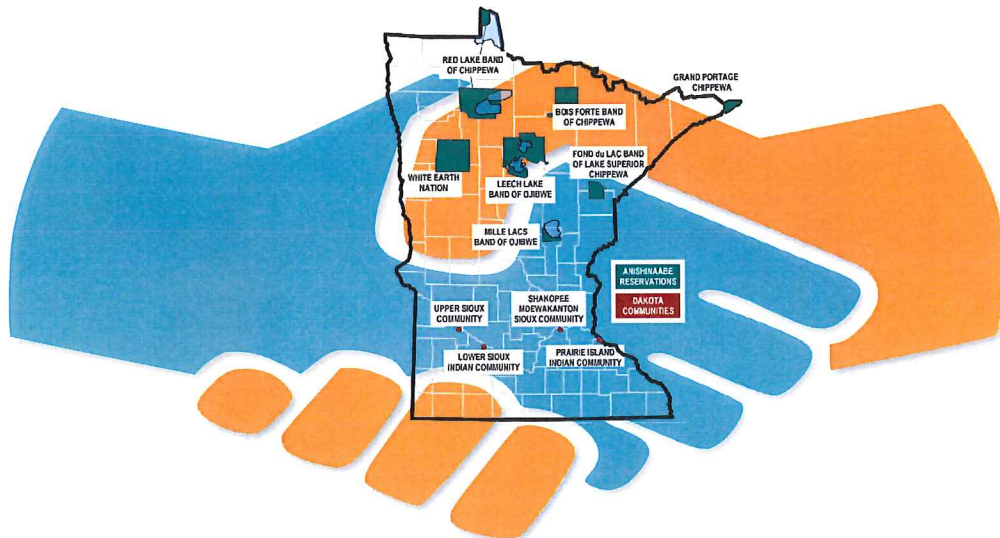 RED LAKE BAND
OF CHIPPEWA
GRAND PORTAGE
CHIPPEWA
BOIS FORTE BAND
OF CHIPPEWA
FOND du LAC BAND
OF LAKE SUPERIOR
CHIPPEWA
WHITE EARTH
NATION
LEECH LAKE
BAND OF OJIBWE
MILLE LACS
BAND OF OJIBWE
ANISHINAABE
RESERVATIONS
DAKOTA
COMMUNITIES
UPPER SIOUX
COMMUNITY
SHAKOPEE
MDEWAKANTON
SIOUX COMMUNITY
LOWER SIOUX
INDIAN COMMUNITY
PRAIRIE ISLAND
INDIAN COMMUNITY